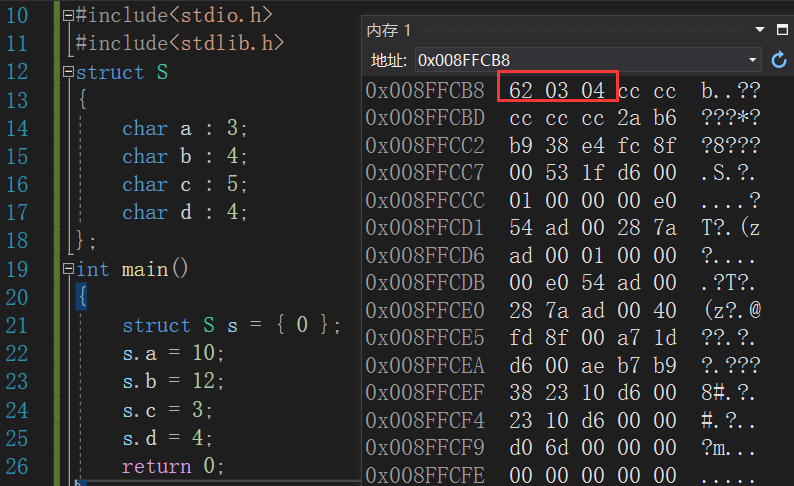 10 #include<stdio.h>
11 #include<stdlib.h>
12 struct S
13 {
14 char a : 3;
15 char b : 4;
16 char c : 5;
17 char d : 4;
18 };
19 int main()
20 {
21 struct S s = { 0 };
22 s.a = 10;
23 s.b = 12;
24 s.c = 3;
25 s.d = 4;
26 return 0;
}
内存 1
地址: 0x008FFCB8
0x008FFCB8 62 03 04 cc cc b..??
0x008FFCBD cc cc cc 2a b6 ???*?
0x008FFCC2 b9 38 e4 fc 8f ?8???
0x008FFCC7 00 53 1f d6 00 .S.?.
0x008FFCCC 01 00 00 00 e0 ....?
0x008FFCD1 54 ad 00 28 7a T?.(z
0x008FFCD6 ad 00 01 00 00 ?....
0x008FFCDB 00 e0 54 ad 00 .?T?.
0x008FFCE0 28 7a ad 00 40 (z?.@
0x008FFCE5 fd 8f 00 a7 1d ??.?.
0x008FFCEA d6 00 ae b7 b9 ?.???
0x008FFCEF 38 23 10 d6 00 8#.?.
0x008FFCF4 23 10 d6 00 00 #.?..
0x008FFCF9 d0 6d 00 00 00 ?m...
0x008FFCFE 00 00 00 00 00 .....